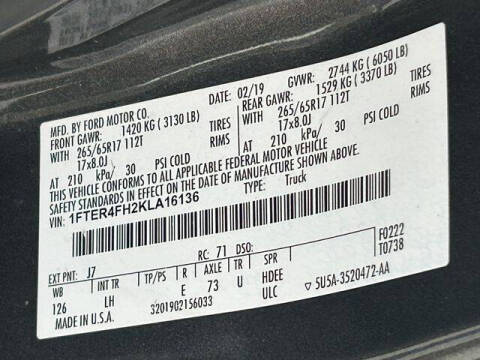 MFD. BY FORD MOTOR CO. DATE: 02/19 GVWR: 2744 KG (6050 LB)
FRONT GAWR: 1420 KG (3130 LB) REAR GAWR: 1529 KG (3370 LB)
WITH 265/65R17 112T TIRES WITH 265/65R17 112T TIRES
17x8.0J RIMS 17x8.0J RIMS
AT 210 kPa/ 30 PSI COLD AT 210 kPa/ 30 PSI COLD
THIS VEHICLE CONFORMS TO ALL APPLICABLE FEDERAL MOTOR VEHICLE
SAFETY STANDARDS IN EFFECT ON THE DATE OF MANUFACTURE SHOWN ABOVE.
VIN: 1FTER4FH2KLA16136 TYPE: Truck
F0222
T0738
EXT PNT: J7 RC: 71 DSO:
WB INT TR TP/PS R AXLE TR SPR
126 LH E 73 U HDEE
MADE IN U.S.A. 3201902156033 ULC 5U5A-3520472-AA